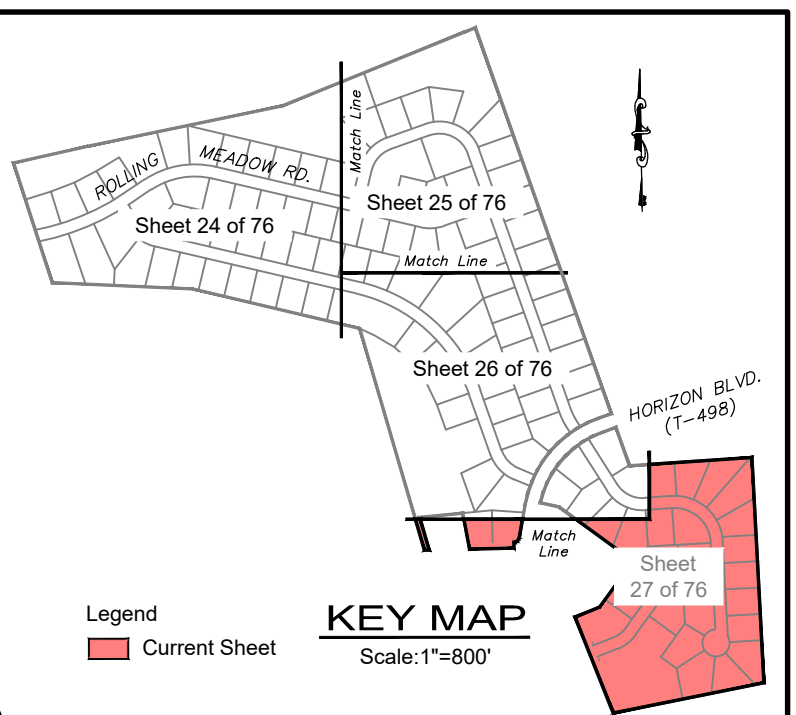 Match Line
ROLLING
MEADOW RD.
Sheet 25 of 76
Sheet 24 of 76
Match Line
Sheet 26 of 76
HORIZON BLVD.
(T-498)
Match
Line
Sheet
27 of 76
Legend
Current Sheet
KEY MAP
Scale:1"=800'